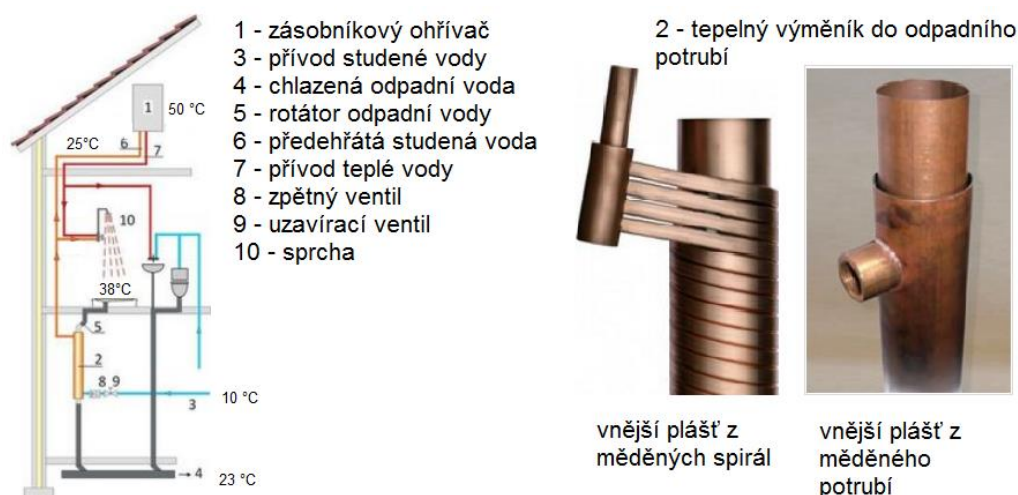 1 - zásobníkový ohřívač
3 - přívod studené vody
4 - chlazená odpadní voda
5 - rotátor odpadní vody
6 - předehřátá studená voda
7 - přívod teplé vody
8 - zpětný ventil
9 - uzavírací ventil
10 - sprcha
2 - tepelný výměník do odpadního
potrubí
1
50 °C
25°C
6
7
10
38°C
5
2
8 9
3
10 °C
4
23 °C
vnější plášť z
měděných spirál
vnější plášť z
měděného
potrubí